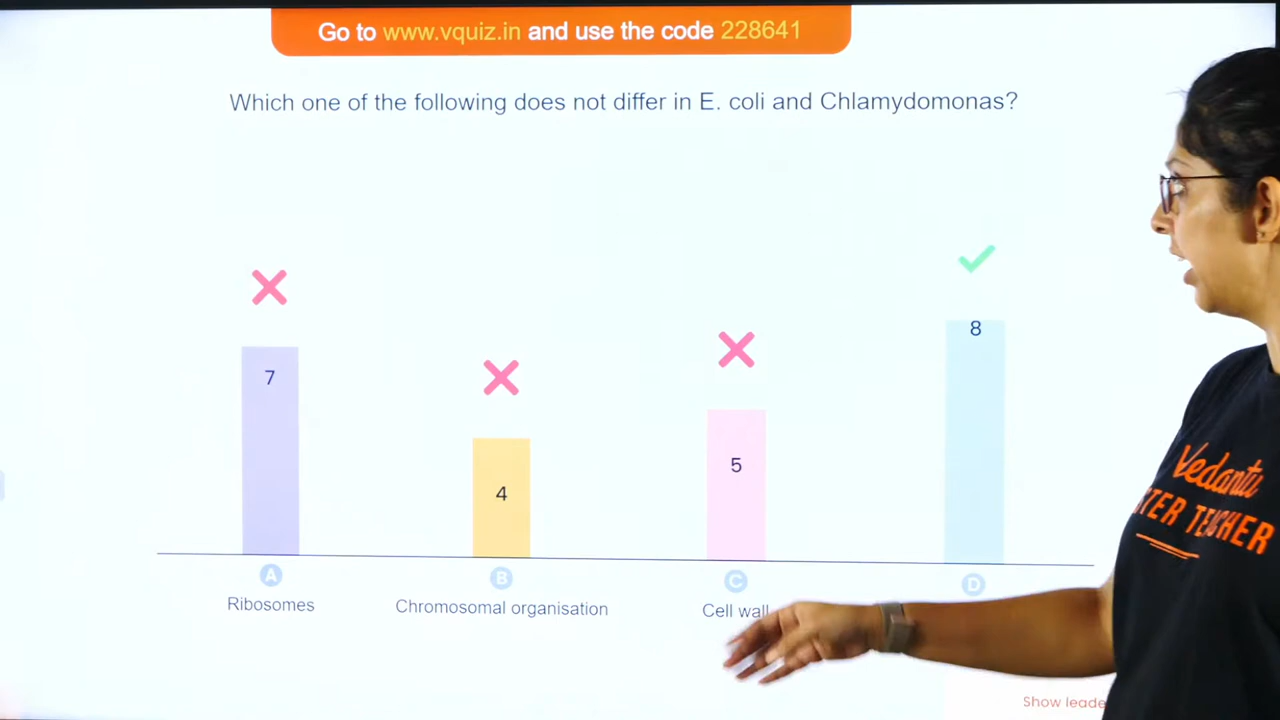 Go to www.vquiz.in and use the code 228641
Which one of the following does not differ in E. coli and Chlamydomonas?
7
4
5
8
A
B
C
D
Ribosomes
Chromosomal organisation
Cell wall
Vedantu
TEACHER
Show